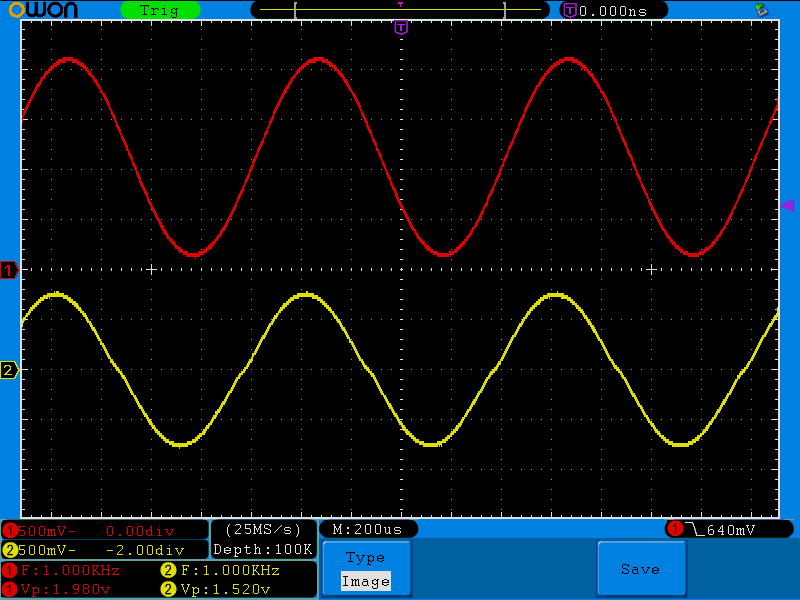 owon Trig T 0.000ns
T
1
2
1 500mV- 0.00div (25MS/s) M:200us 1 640mV
2 500mV- -2.00div Depth:100K
1 F:1.000KHz 2 F:1.000KHz Type Save
1 Vp:1.980v 2 Vp:1.520v Image